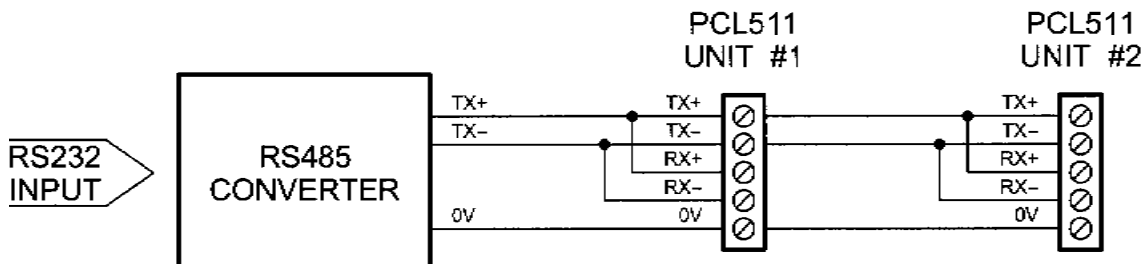 PCL511
UNIT #1
PCL511
UNIT #2
RS232
INPUT
RS485
CONVERTER
TX+
TX−
0V
TX+
TX−
RX+
RX−
0V
TX+
TX−
RX+
RX−
0V